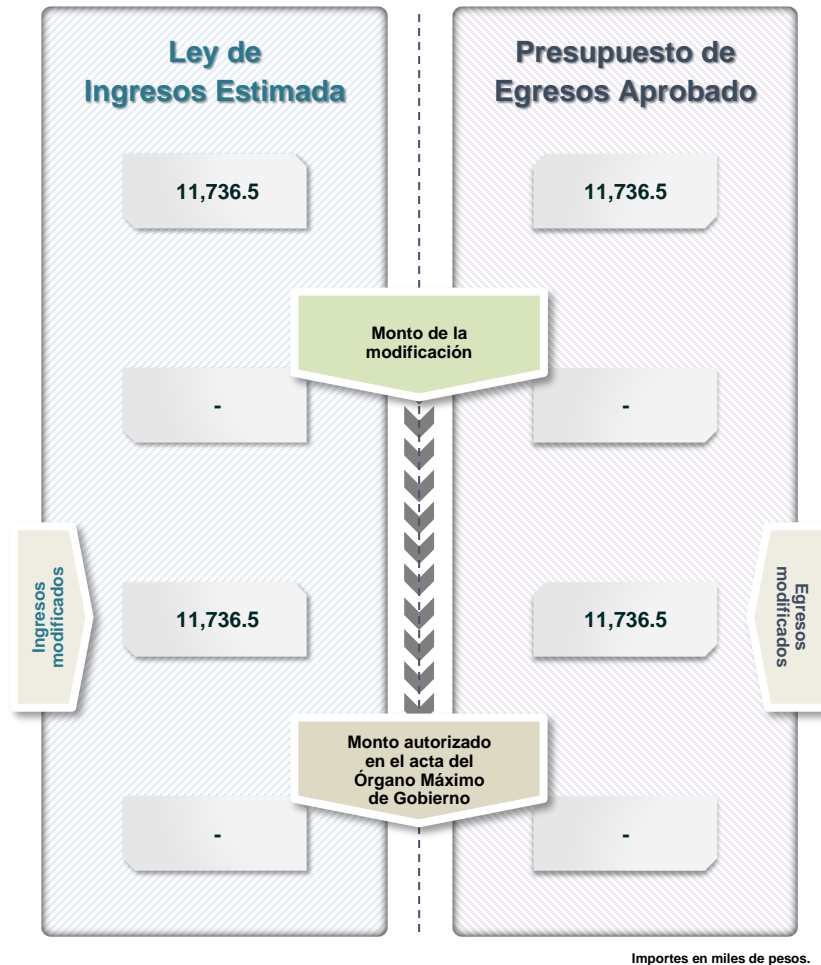 Ley de
Ingresos Estimada
Presupuesto de
Egresos Aprobado
11,736.5
11,736.5
Monto de la
modificación
-
-
Ingresos
modificados
11,736.5
11,736.5
Egresos
modificados
Monto autorizado
en el acta del
Órgano Máximo
de Gobierno
-
-
Importes en miles de pesos.